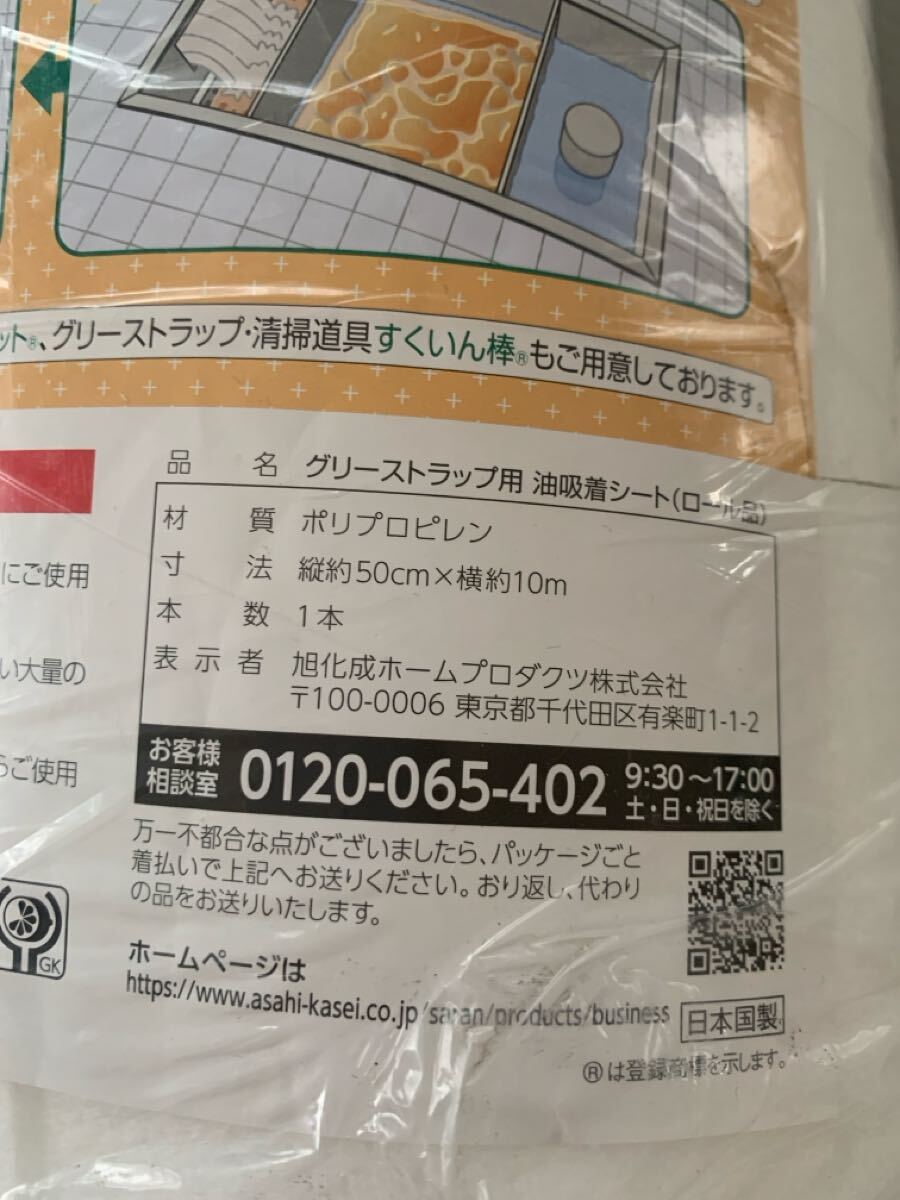 ット®、グリーストラップ・清掃道具すくいん棒®もご用意しております。
品名 グリーストラップ用 油吸着シート(ロール品)
材質 ポリプロピレン
寸法 縦約50cm×横約10m
本数 1本
表示者 旭化成ホームプロダクツ株式会社
〒100-0006 東京都千代田区有楽町1-1-2
にご使用
い大量の
らご使用
お客様
相談室 0120-065-402 9:30～17:00
土・日・祝日を除く
万一不都合な点がございましたら、パッケージごと
着払いで上記へお送りください。おり返し、代わり
の品をお送りいたします。
GK
ホームページは
https://www.asahi-kasei.co.jp/saran/products/business
日本国製
®は登録商標を示します。